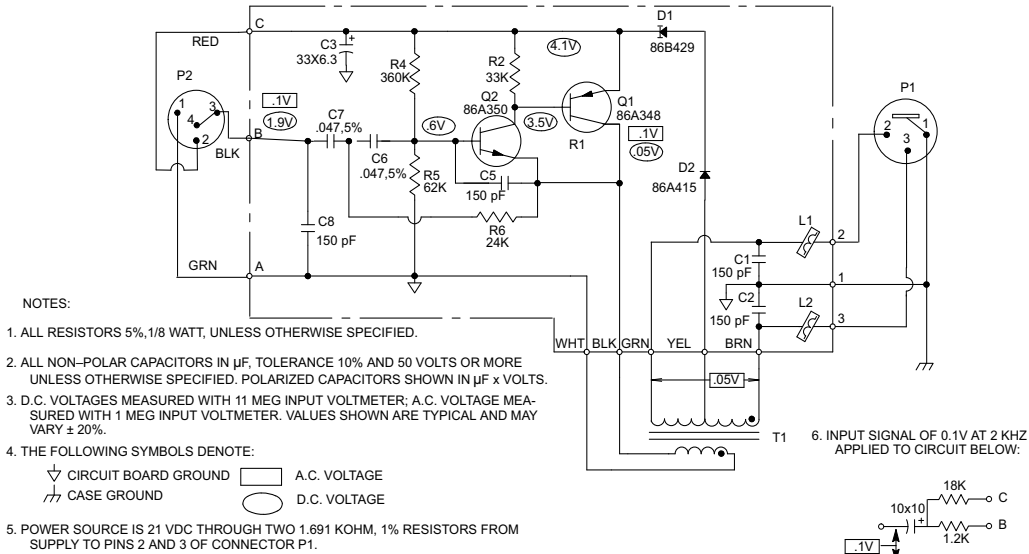 C
RED
C3
33X6.3
+
R4
360K
R2
33K
4.1V
D1
86B429
P2
1
3
4
2
.1V
1.9V
B
BLK
C7
.047,5%
C6
.047,5%
.6V
Q2
86A350
3.5V
Q1
86A348
R1
.1V
.05V
P1
2
1
3
R5
62K
C5
150 pF
D2
86A415
C8
150 pF
R6
24K
L1
2
C1
150 pF
1
C2
150 pF
L2
3
GRN
A
WHT BLK GRN YEL BRN
.05V
T1
NOTES:
1. ALL RESISTORS 5%,1/8 WATT, UNLESS OTHERWISE SPECIFIED.
2. ALL NON–POLAR CAPACITORS IN µF, TOLERANCE 10% AND 50 VOLTS OR MORE
UNLESS OTHERWISE SPECIFIED. POLARIZED CAPACITORS SHOWN IN µF x VOLTS.
3. D.C. VOLTAGES MEASURED WITH 11 MEG INPUT VOLTMETER; A.C. VOLTAGE MEA-
SURED WITH 1 MEG INPUT VOLTMETER. VALUES SHOWN ARE TYPICAL AND MAY
VARY ± 20%.
4. THE FOLLOWING SYMBOLS DENOTE:
CIRCUIT BOARD GROUND
A.C. VOLTAGE
CASE GROUND
D.C. VOLTAGE
5. POWER SOURCE IS 21 VDC THROUGH TWO 1.691 KOHM, 1% RESISTORS FROM
SUPPLY TO PINS 2 AND 3 OF CONNECTOR P1.
6. INPUT SIGNAL OF 0.1V AT 2 KHZ
APPLIED TO CIRCUIT BELOW:
18K
C
10x10
+
B
1.2K
.1V